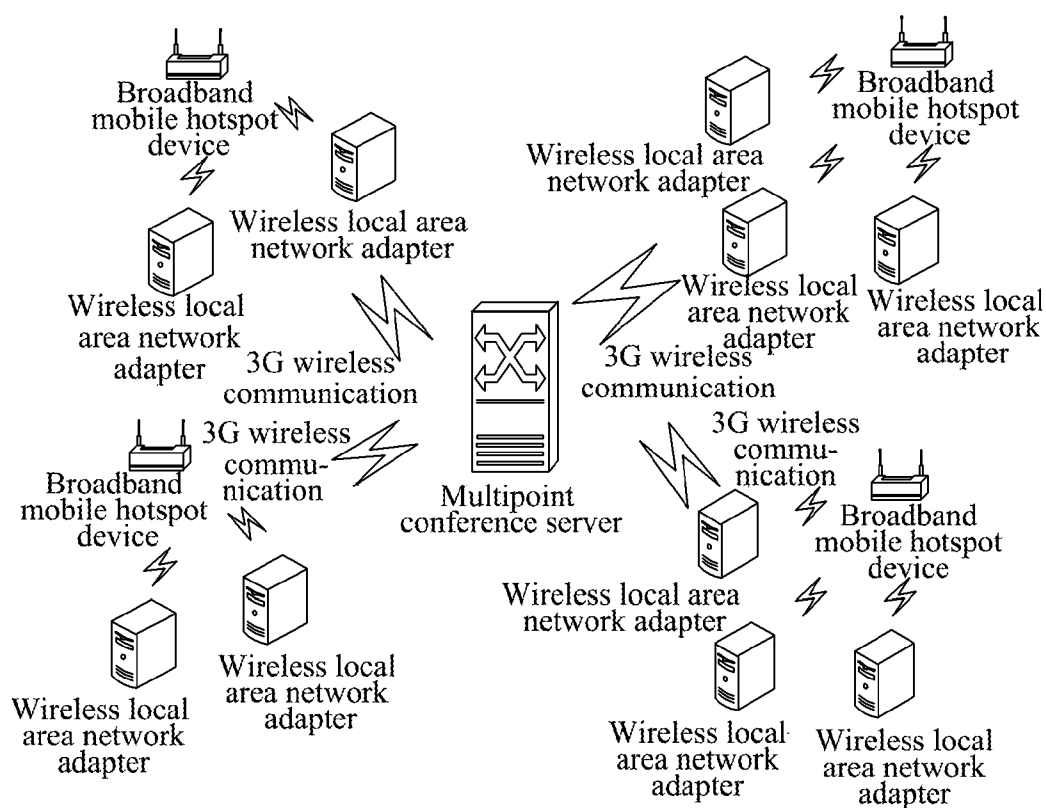 Broadband
mobile hotspot
device
Wireless local area
network adapter
Wireless local
area network
adapter
3G wireless
communication
Broadband
mobile hotspot
device
Wireless local area
network adapter
Wireless local
area network
adapter
Wireless local
area network
adapter
3G wireless
communication
Multipoint
conference server
3G wireless
commu-
nication
Broadband
mobile hotspot
device
Wireless local
area network
adapter
Wireless local
area network
adapter
3G wireless
commu-
nication
Broadband
mobile hotspot
device
Wireless local area
network adapter
Wireless local
area network
adapter
Wireless local
area network
adapter